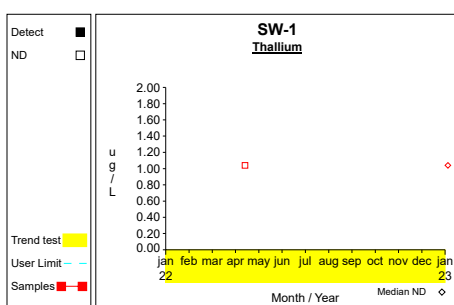 Detect
ND
Trend test
User Limit
Samples
SW-1
Thallium
ug/L
2.00
1.80
1.60
1.40
1.20
1.00
0.80
0.60
0.40
0.20
0.00
jan feb mar apr may jun jul aug sep oct nov dec jan
22 23
Month / Year
Median ND